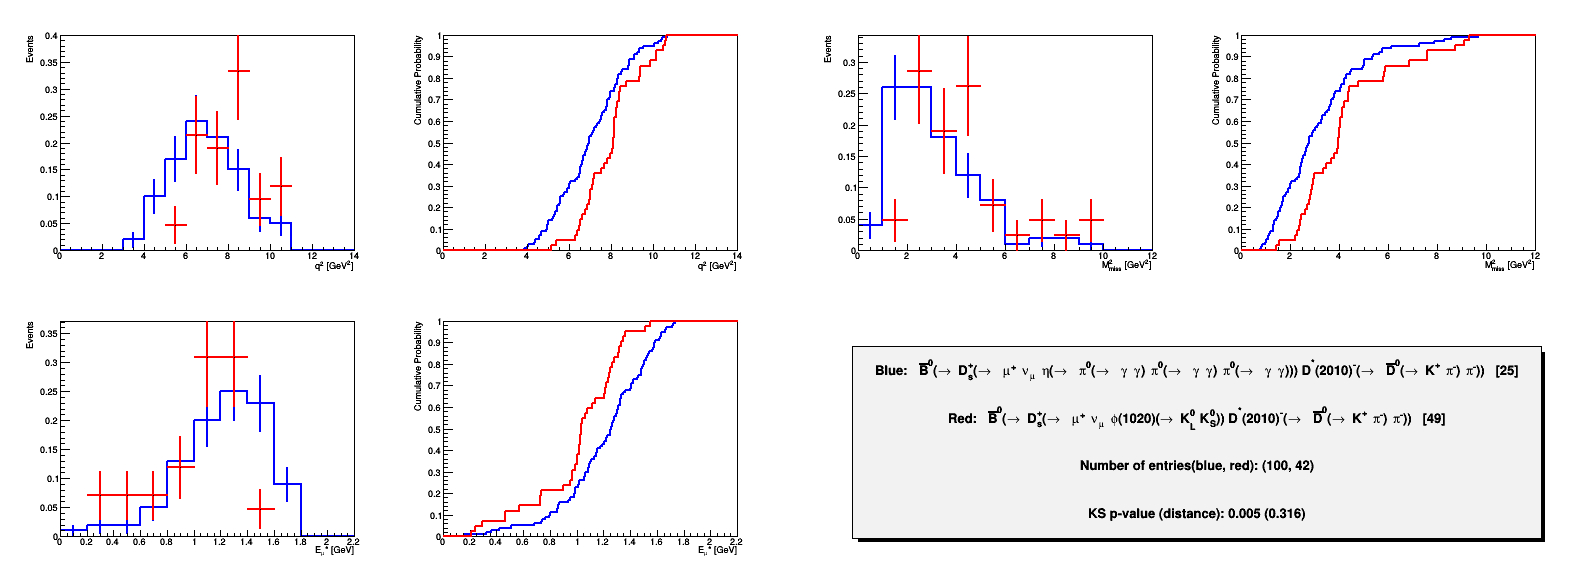 Events
0.4
0.35
0.3
0.25
0.2
0.15
0.1
0.05
0
0 2 4 6 8 10 12 14
q² [GeV²]
Cumulative Probability
1
0.9
0.8
0.7
0.6
0.5
0.4
0.3
0.2
0.1
0
0 2 4 6 8 10 12 14
q² [GeV²]
Events
0.3
0.25
0.2
0.15
0.1
0.05
0
0 2 4 6 8 10 12
M²miss [GeV²]
Cumulative Probability
1
0.9
0.8
0.7
0.6
0.5
0.4
0.3
0.2
0.1
0
0 2 4 6 8 10 12
M²miss [GeV²]
Events
0.35
0.3
0.25
0.2
0.15
0.1
0.05
0
0 0.2 0.4 0.6 0.8 1 1.2 1.4 1.6 1.8 2 2.2
Eμ* [GeV]
Cumulative Probability
1
0.9
0.8
0.7
0.6
0.5
0.4
0.3
0.2
0.1
0
0 0.2 0.4 0.6 0.8 1 1.2 1.4 1.6 1.8 2 2.2
Eμ* [GeV]
Blue: B̅⁰(→ Dₛ⁺(→ μ⁺ νμ η(→ π⁰(→ γ γ) π⁰(→ γ γ) π⁰(→ γ γ))) D*(2010)⁻(→ D̅⁰(→ K⁺ π⁻) π⁻)) [25]
Red: B̅⁰(→ Dₛ⁺(→ μ⁺ νμ ϕ(1020)(→ K⁰L K⁰S)) D*(2010)⁻(→ D̅⁰(→ K⁺ π⁻) π⁻)) [49]
Number of entries(blue, red): (100, 42)
KS p-value (distance): 0.005 (0.316)